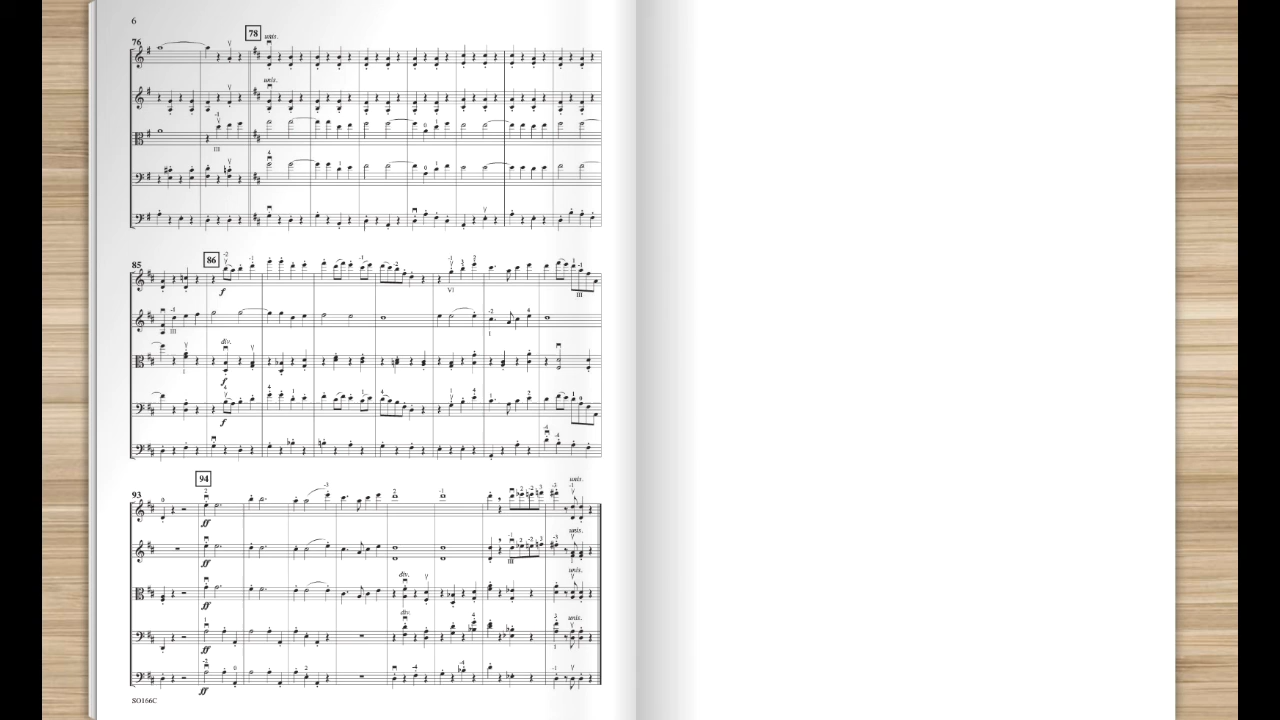 6
76
78
unis.
unis.
III
85
86
f
VI
III
III
I
div.
f
f
93
94
unis.
ff
unis.
ff
III
div.
unis.
ff
div.
unis.
ff
ff
SO166C